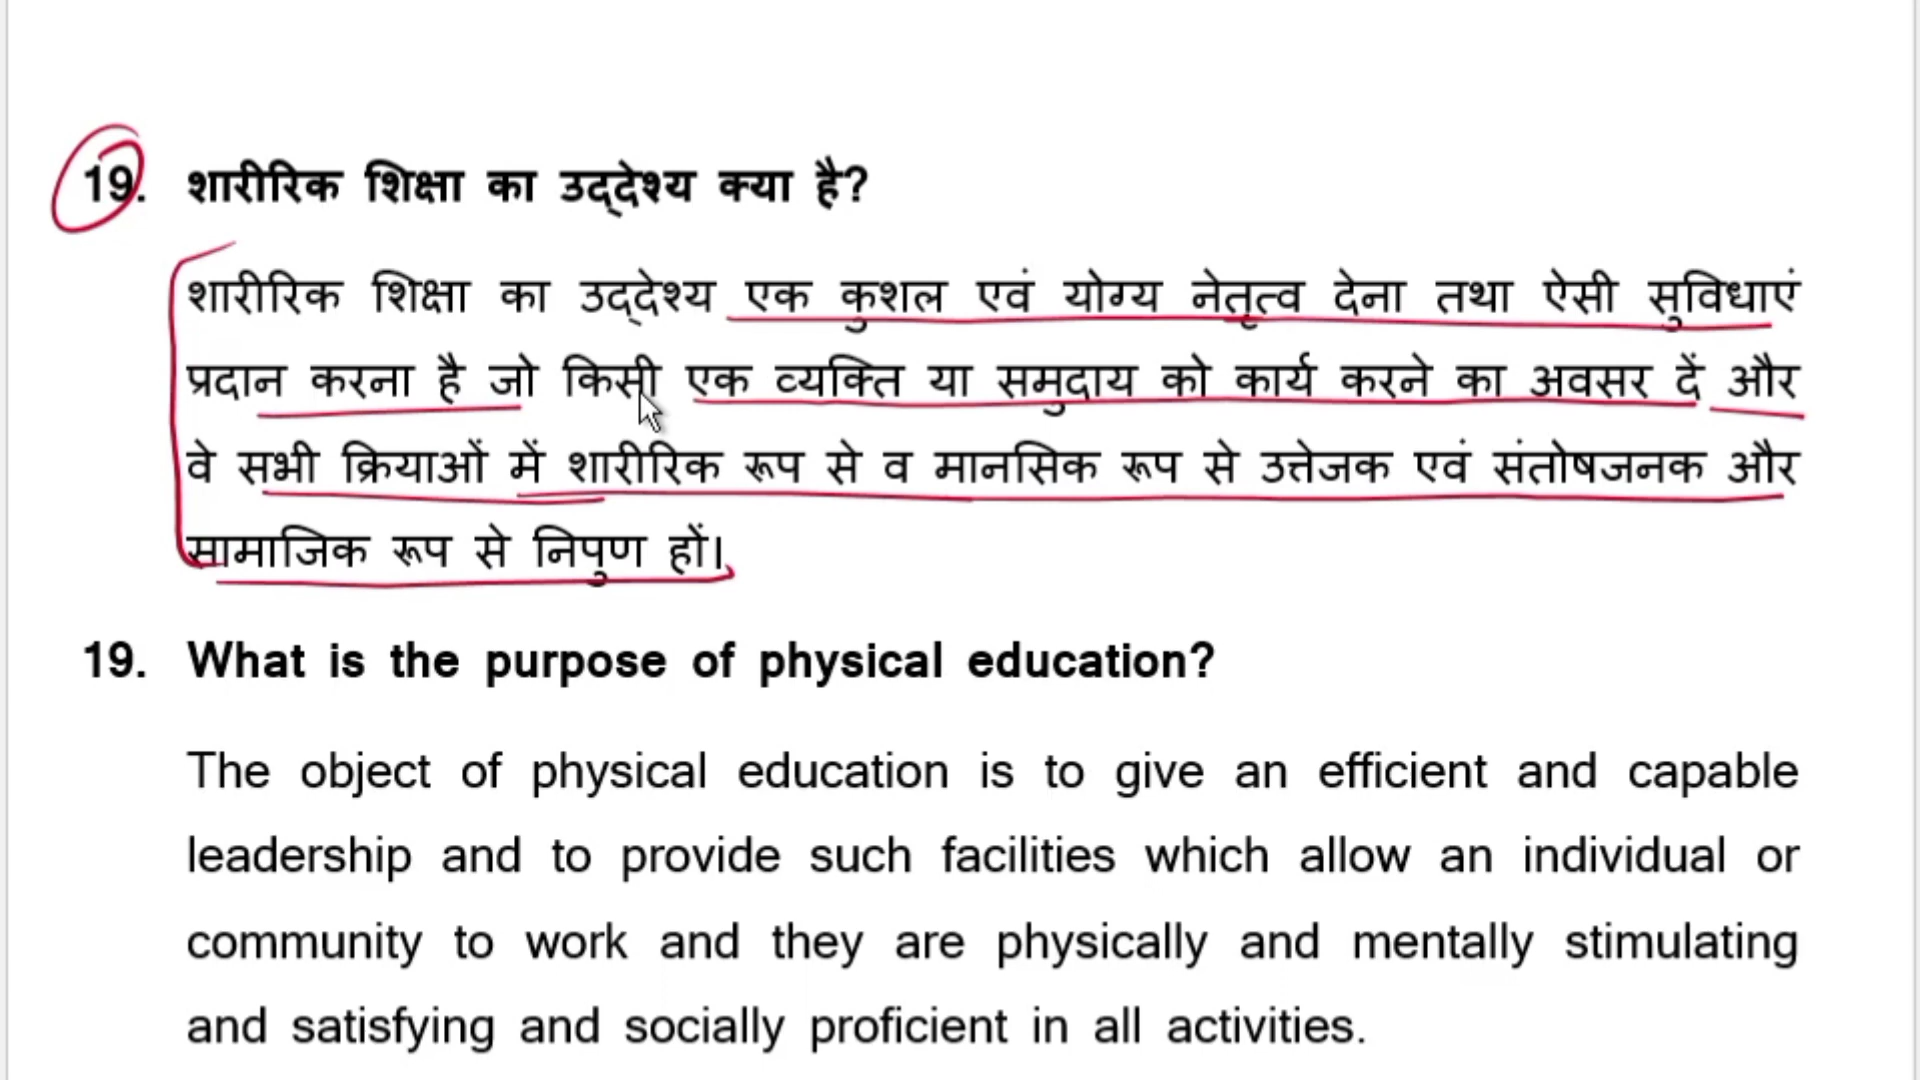 19. शारीरिक शिक्षा का उद्देश्य क्या है?
शारीरिक शिक्षा का उद्देश्य एक कुशल एवं योग्य नेतृत्व देना तथा ऐसी सुविधाएं
प्रदान करना है जो किसी एक व्यक्ति या समुदाय को कार्य करने का अवसर दें और
वे सभी क्रियाओं में शारीरिक रूप से व मानसिक रूप से उत्तेजक एवं संतोषजनक और
सामाजिक रूप से निपुण हों।
19. What is the purpose of physical education?
The object of physical education is to give an efficient and capable
leadership and to provide such facilities which allow an individual or
community to work and they are physically and mentally stimulating
and satisfying and socially proficient in all activities.